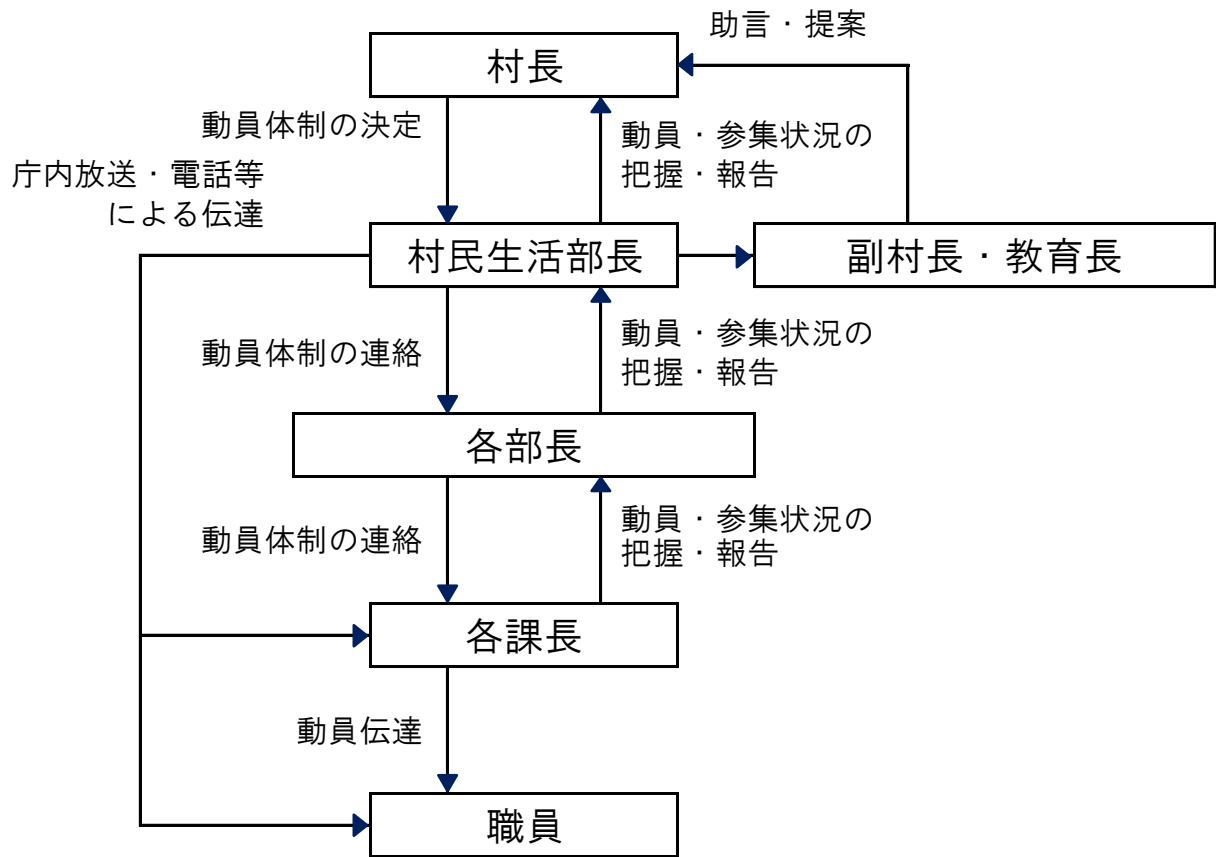 助言・提案
村長
動員体制の決定
動員・参集状況の
把握・報告
庁内放送・電話等
による伝達
村民生活部長
副村長・教育長
動員体制の連絡
動員・参集状況の
把握・報告
各部長
動員体制の連絡
動員・参集状況の
把握・報告
各課長
動員伝達
職員